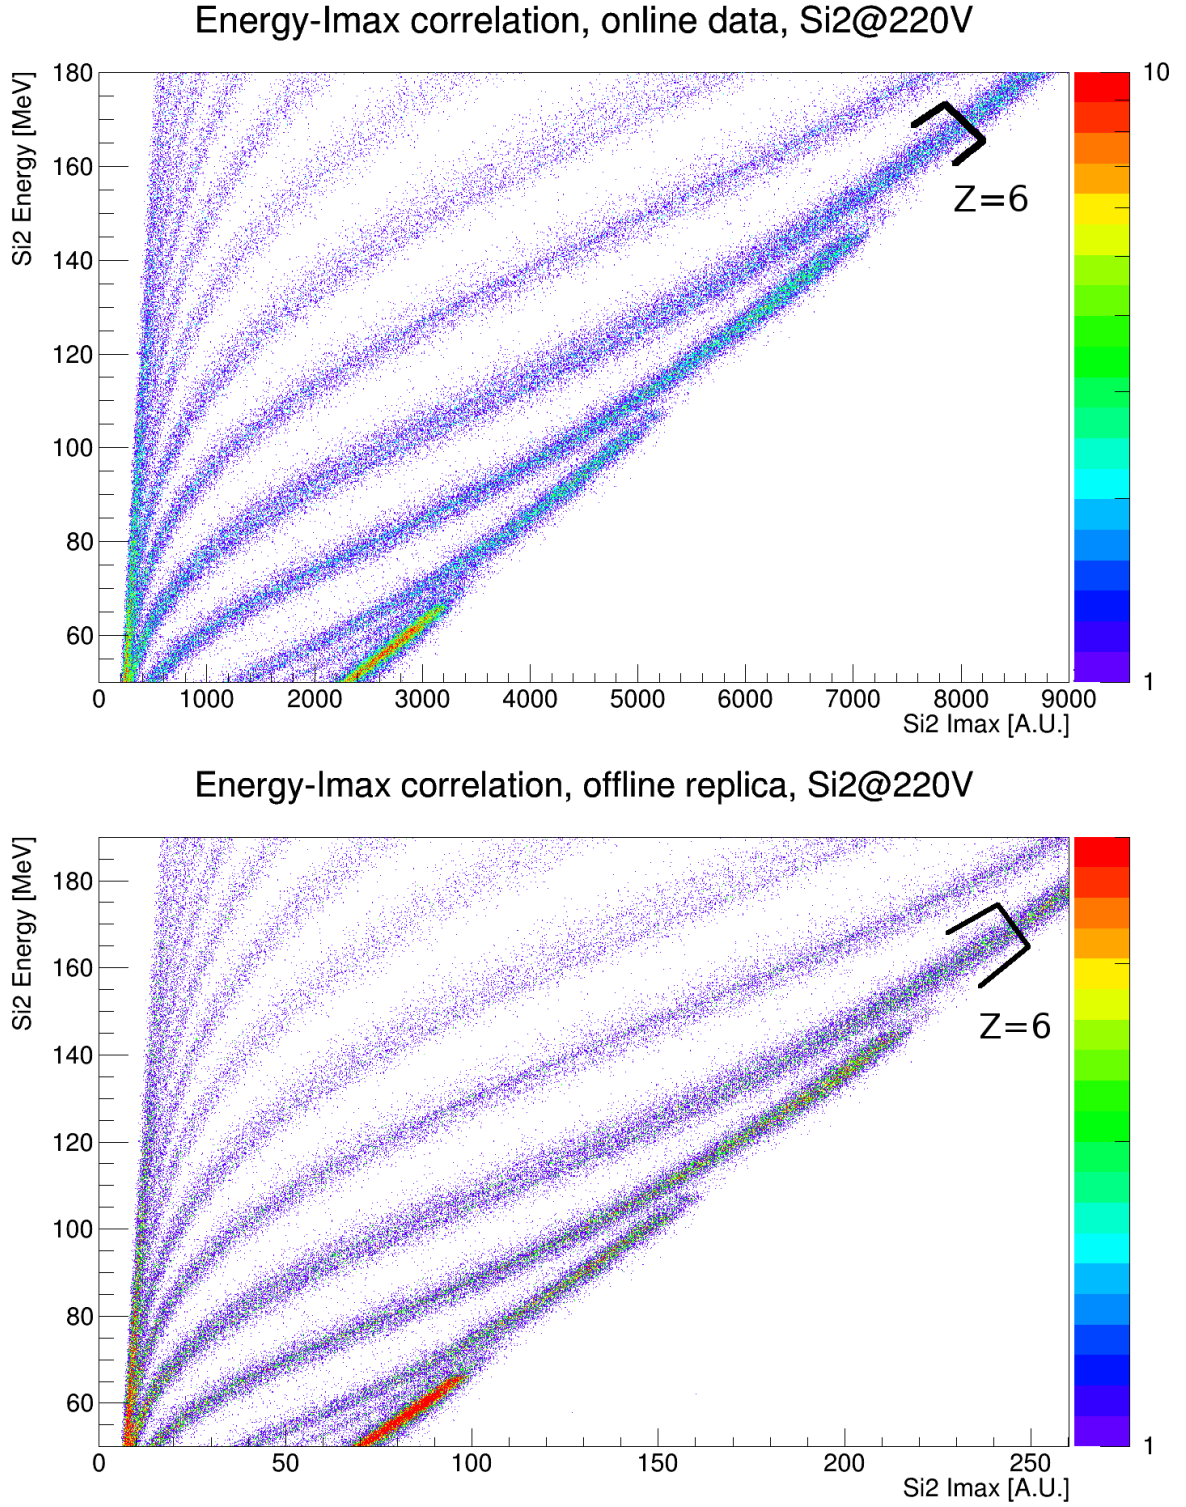 Energy-Imax correlation, online data, Si2@220V
Si2 Energy [MeV]
180
160
140
120
100
80
60
Z=6
10
1
0 1000 2000 3000 4000 5000 6000 7000 8000 9000
Si2 Imax [A.U.]
Energy-Imax correlation, offline replica, Si2@220V
Si2 Energy [MeV]
180
160
140
120
100
80
60
Z=6
1
0 50 100 150 200 250
Si2 Imax [A.U.]